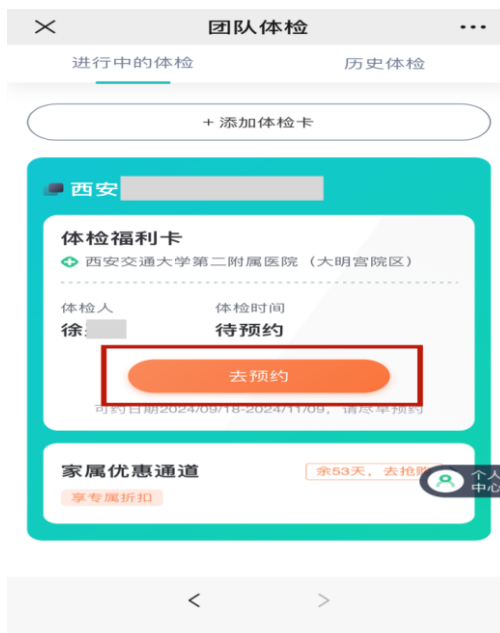 团队体检
进行中的体检 历史体检
+ 添加体检卡
西安
体检福利卡
西安交通大学第二附属医院（大明宫院区）
体检人 体检时间
徐 待预约
去预约
可约日期2024/09/18-2024/11/09，请尽早预约
家属优惠通道 余53天，去抢购
享专属折扣
个人
中心